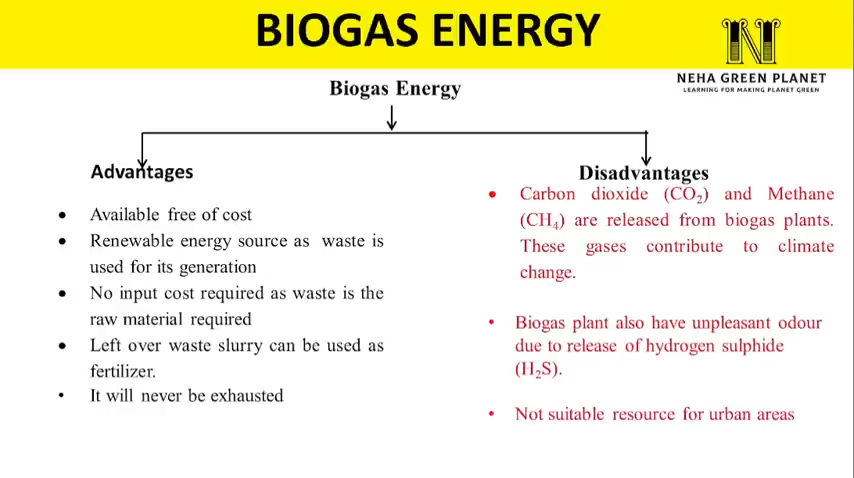 BIOGAS ENERGY
N
NEHA GREEN PLANET
LEARNING FOR MAKING PLANET GREEN
Biogas Energy
Advantages
• Available free of cost
• Renewable energy source as waste is
used for its generation
• No input cost required as waste is the
raw material required
• Left over waste slurry can be used as
fertilizer.
• It will never be exhausted
Disadvantages
• Carbon dioxide (CO₂) and Methane
(CH₄) are released from biogas plants.
These gases contribute to climate
change.
• Biogas plant also have unpleasant odour
due to release of hydrogen sulphide
(H₂S).
• Not suitable resource for urban areas